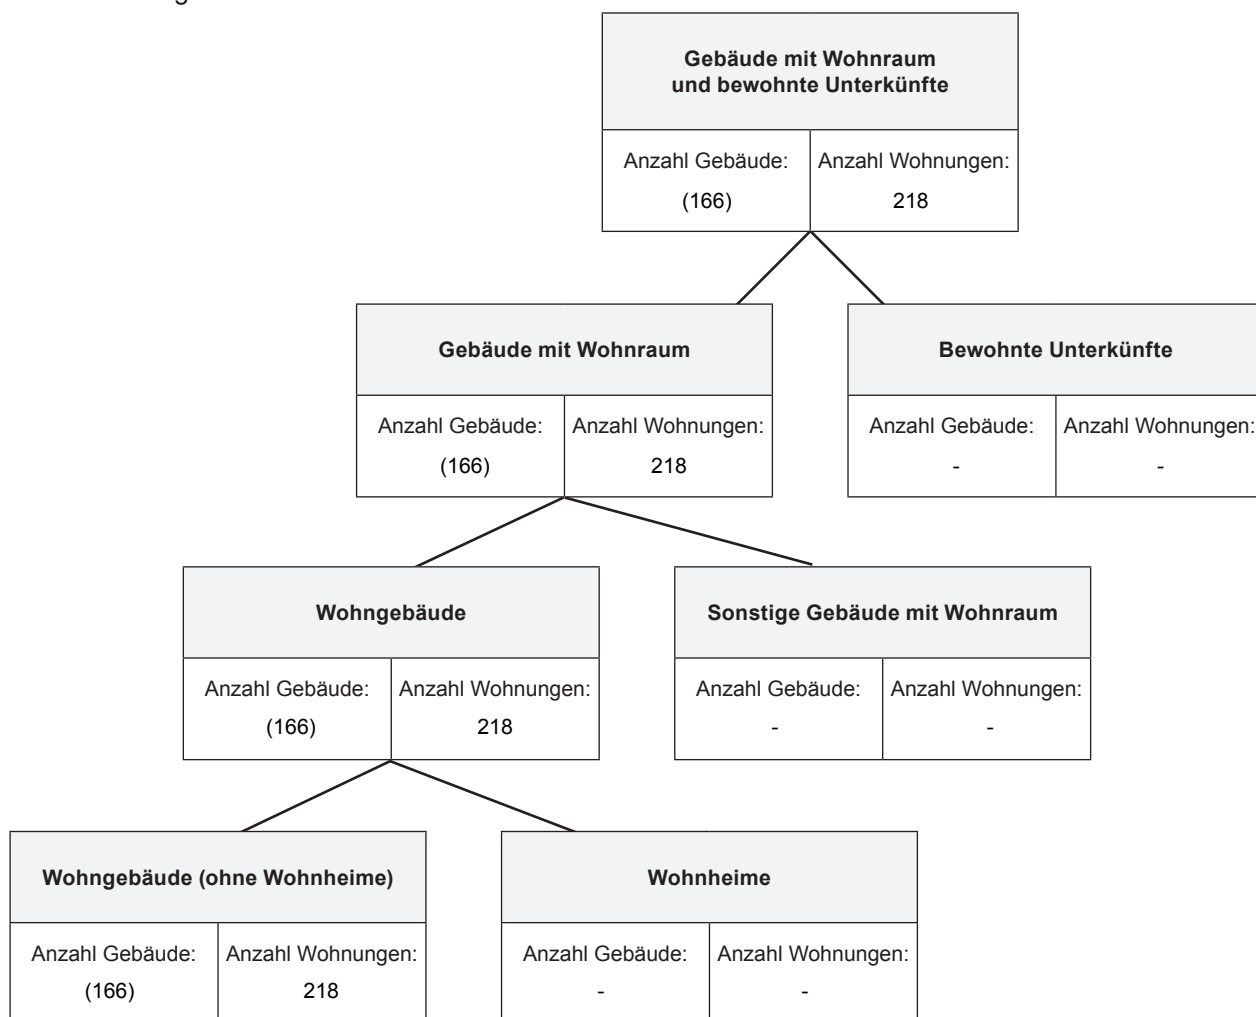 Gebäude mit Wohnraum
und bewohnte Unterkünfte
Anzahl Gebäude: Anzahl Wohnungen:
(166) 218
Gebäude mit Wohnraum Bewohnte Unterkünfte
Anzahl Gebäude: Anzahl Wohnungen: Anzahl Gebäude: Anzahl Wohnungen:
(166) 218 - -
Wohngebäude Sonstige Gebäude mit Wohnraum
Anzahl Gebäude: Anzahl Wohnungen: Anzahl Gebäude: Anzahl Wohnungen:
(166) 218 - -
Wohngebäude (ohne Wohnheime) Wohnheime
Anzahl Gebäude: Anzahl Wohnungen: Anzahl Gebäude: Anzahl Wohnungen:
(166) 218 - -